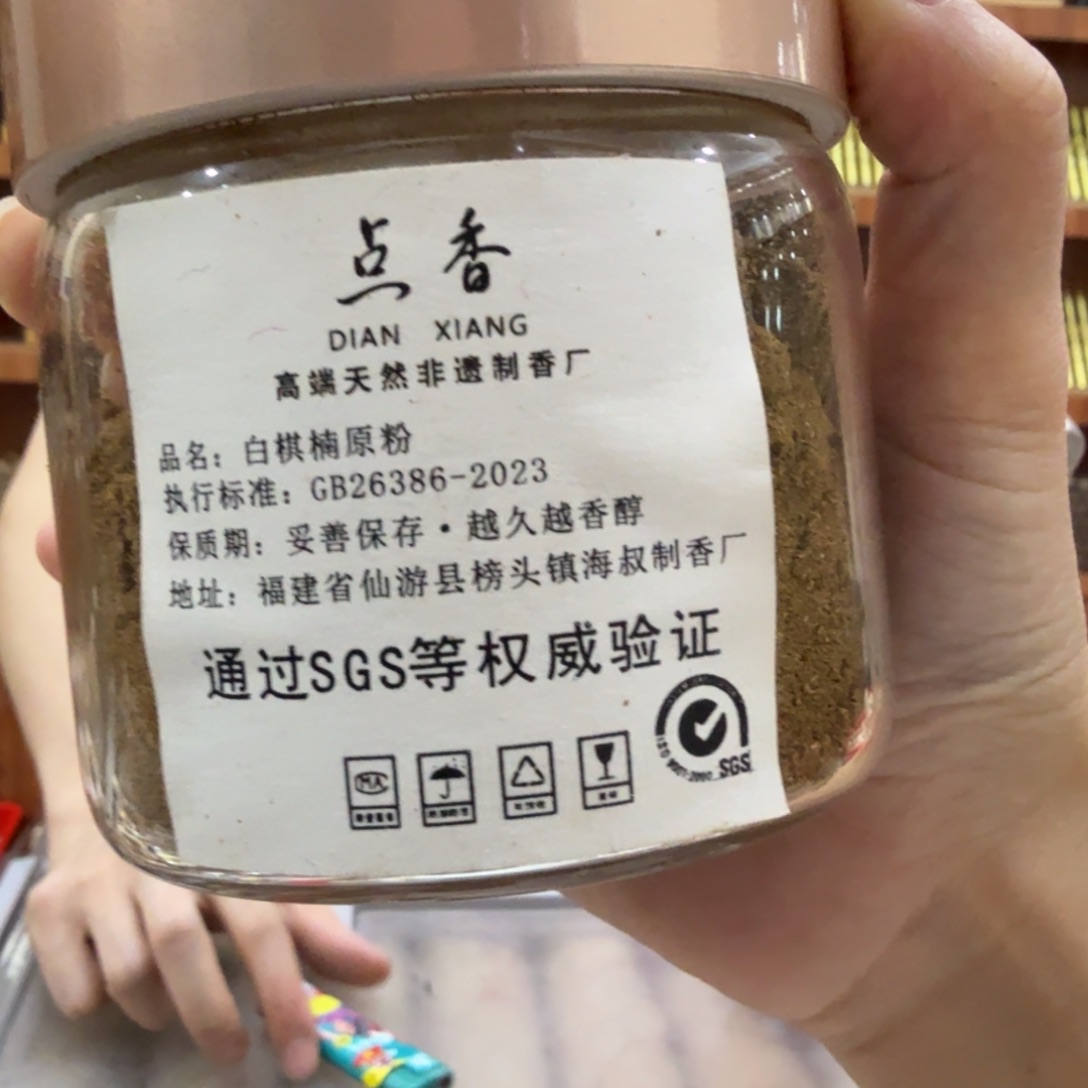 点香
DIAN XIANG
高端天然非遗制香厂
品名：白棋楠原粉
执行标准：GB26386-2023
保质期：妥善保存·越久越香醇
地址：福建省仙游县榜头镇海叔制香厂
通过SGS等权威验证
SGS